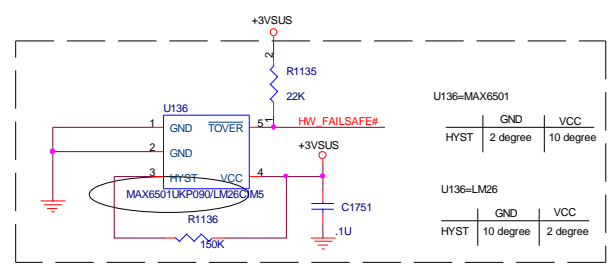 +3VSUS
2
R1135
22K
1
U136
1 GND TOVER 5 HW_FAILSAFE#
2 GND
+3VSUS
3 HYST VCC 4
MAX6501UKP090/LM26CIM5
C1751
.1U
R1136
150K
U136=MAX6501
GND VCC
HYST 2 degree 10 degree
U136=LM26
GND VCC
HYST 10 degree 2 degree